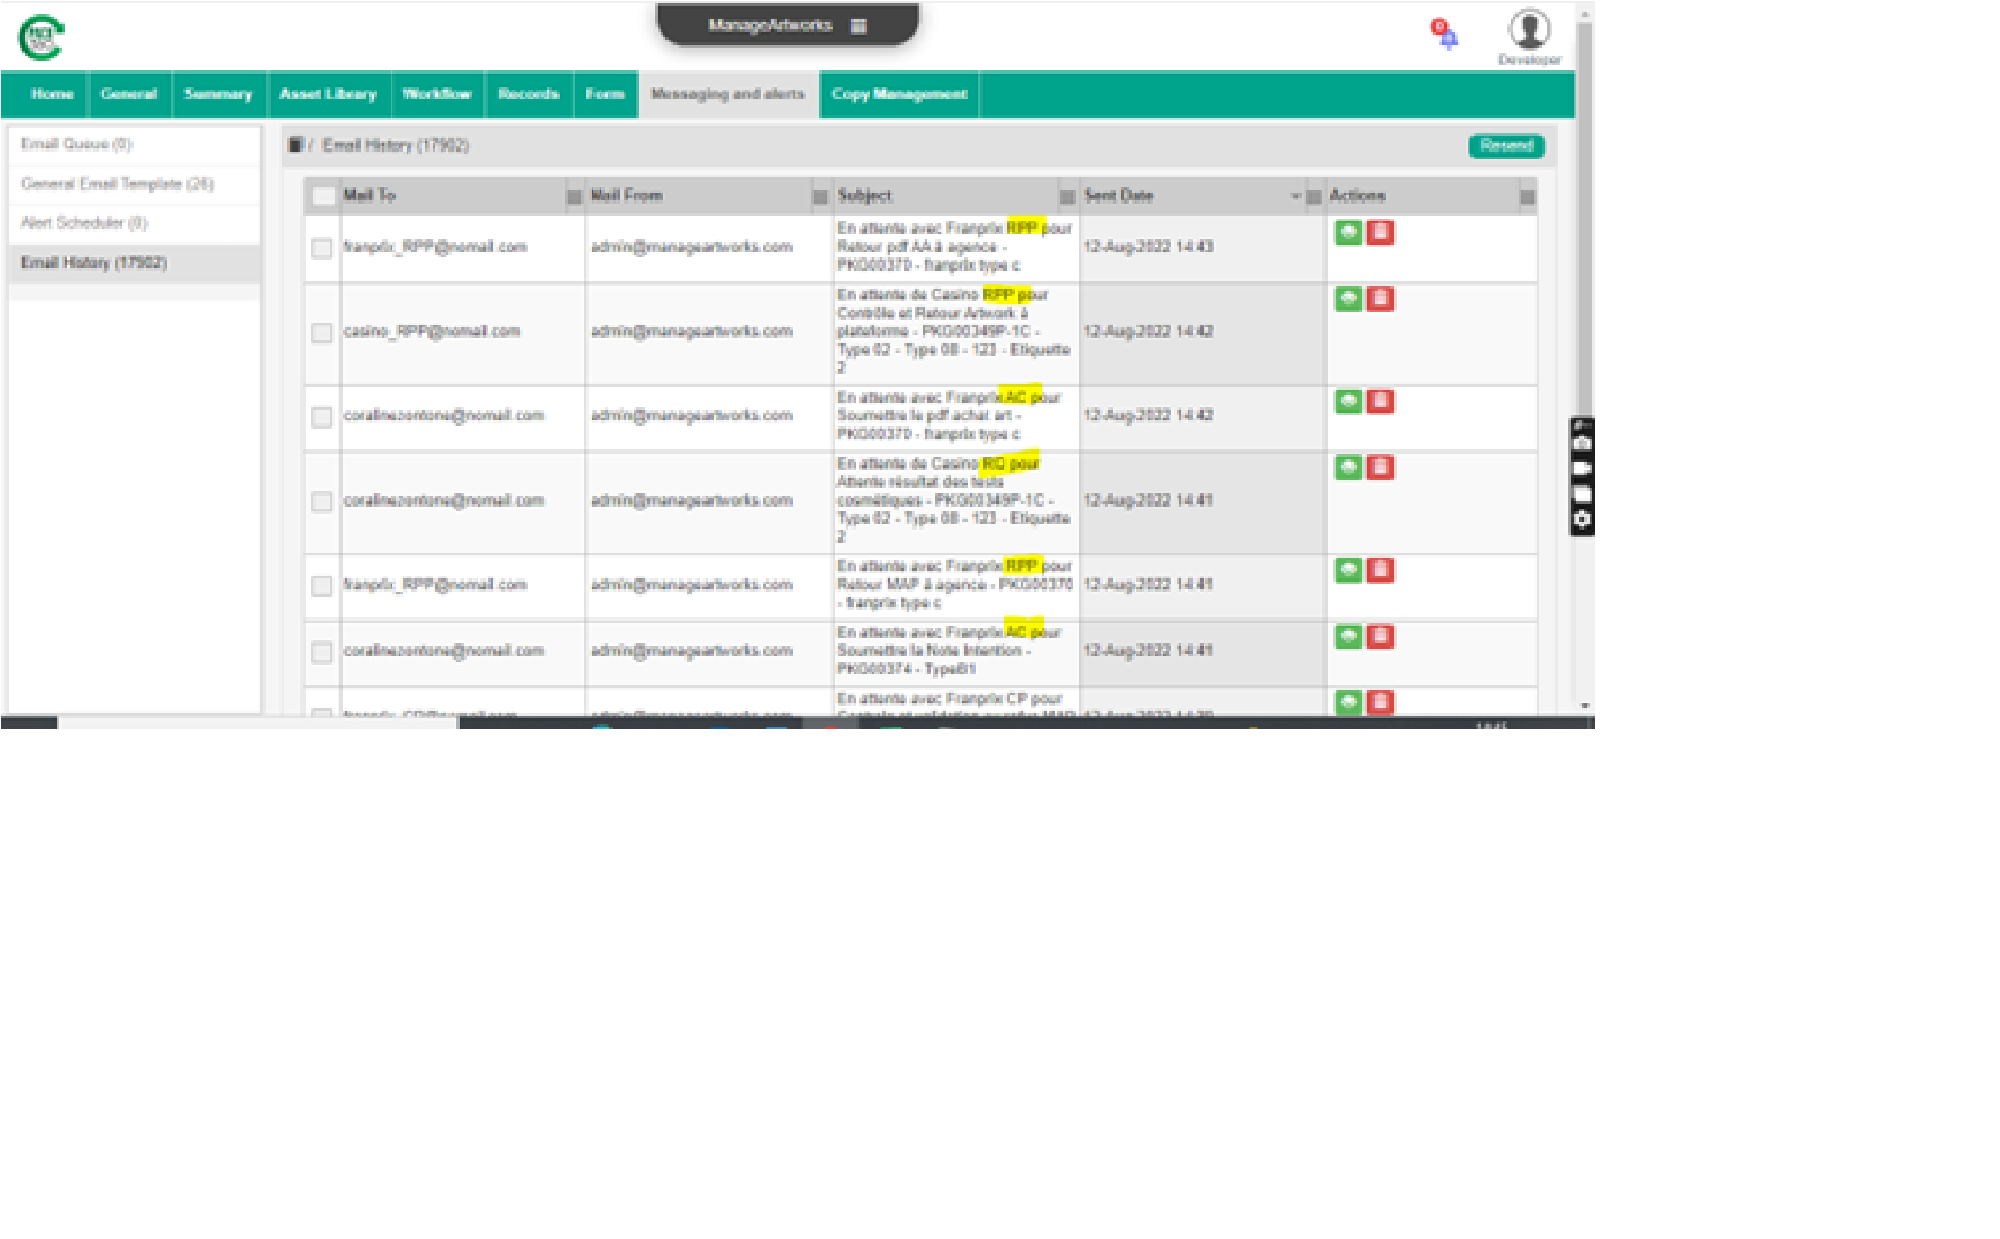 ManageArtworks
Developer
Home General Summary Asset Library Workflow Records Form Messaging and alerts Copy Management
Email Queue (0)
General Email Template (26)
Alert Scheduler (0)
Email History (17902)
/ Email History (17902)
Resend
Mail To Mail From Subject Sent Date Actions
franprix_RPP@nomail.com admin@manageartworks.com 12-Aug-2022 14:43
En attente avec Franprix RPP pour
Retour pdf AA à agence -
PKG00370 - franprix type c
casino_RPP@nomail.com admin@manageartworks.com 12-Aug-2022 14:42
En attente de Casino RPP pour
Contrôle et Retour Artwork à
plateforme - PKG00349P-1C -
Type 02 - Type 08 - 123 - Etiquette
2
coralinezontone@nomail.com admin@manageartworks.com 12-Aug-2022 14:42
En attente avec Franprix AC pour
Soumettre le pdf achat art -
PKG00370 - franprix type c
coralinezontone@nomail.com admin@manageartworks.com 12-Aug-2022 14:41
En attente de Casino RQ pour
Attente résultat des tests
cosmétiques - PKG00349P-1C -
Type 02 - Type 08 - 123 - Etiquette
2
franprix_RPP@nomail.com admin@manageartworks.com 12-Aug-2022 14:41
En attente avec Franprix RPP pour
Retour MAP à agence - PKG00370
- franprix type c
coralinezontone@nomail.com admin@manageartworks.com 12-Aug-2022 14:41
En attente avec Franprix AC pour
Soumettre la Note Intention -
PKG00374 - TypeB1
En attente avec Franprix CP pour